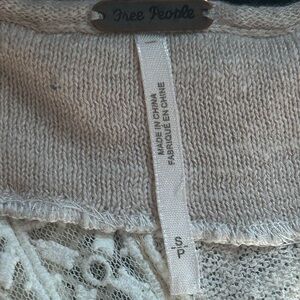 Free People
MADE IN CHINA
FABRIQUÉ EN CHINE
S/P